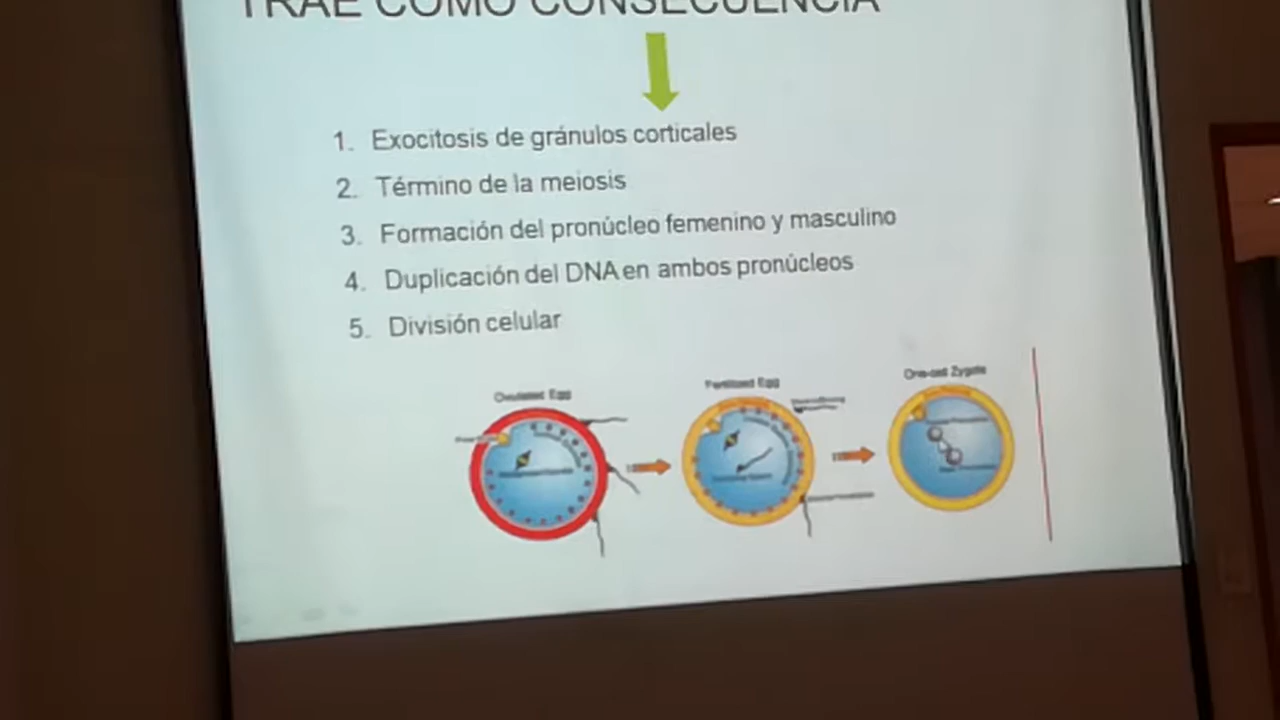 TRAE COMO CONSECUENCIA
1. Exocitosis de gránulos corticales
2. Término de la meiosis
3. Formación del pronúcleo femenino y masculino
4. Duplicación del DNA en ambos pronúcleos
5. División celular
Ovulated Egg
Fertilized Egg
One-cell Zygote